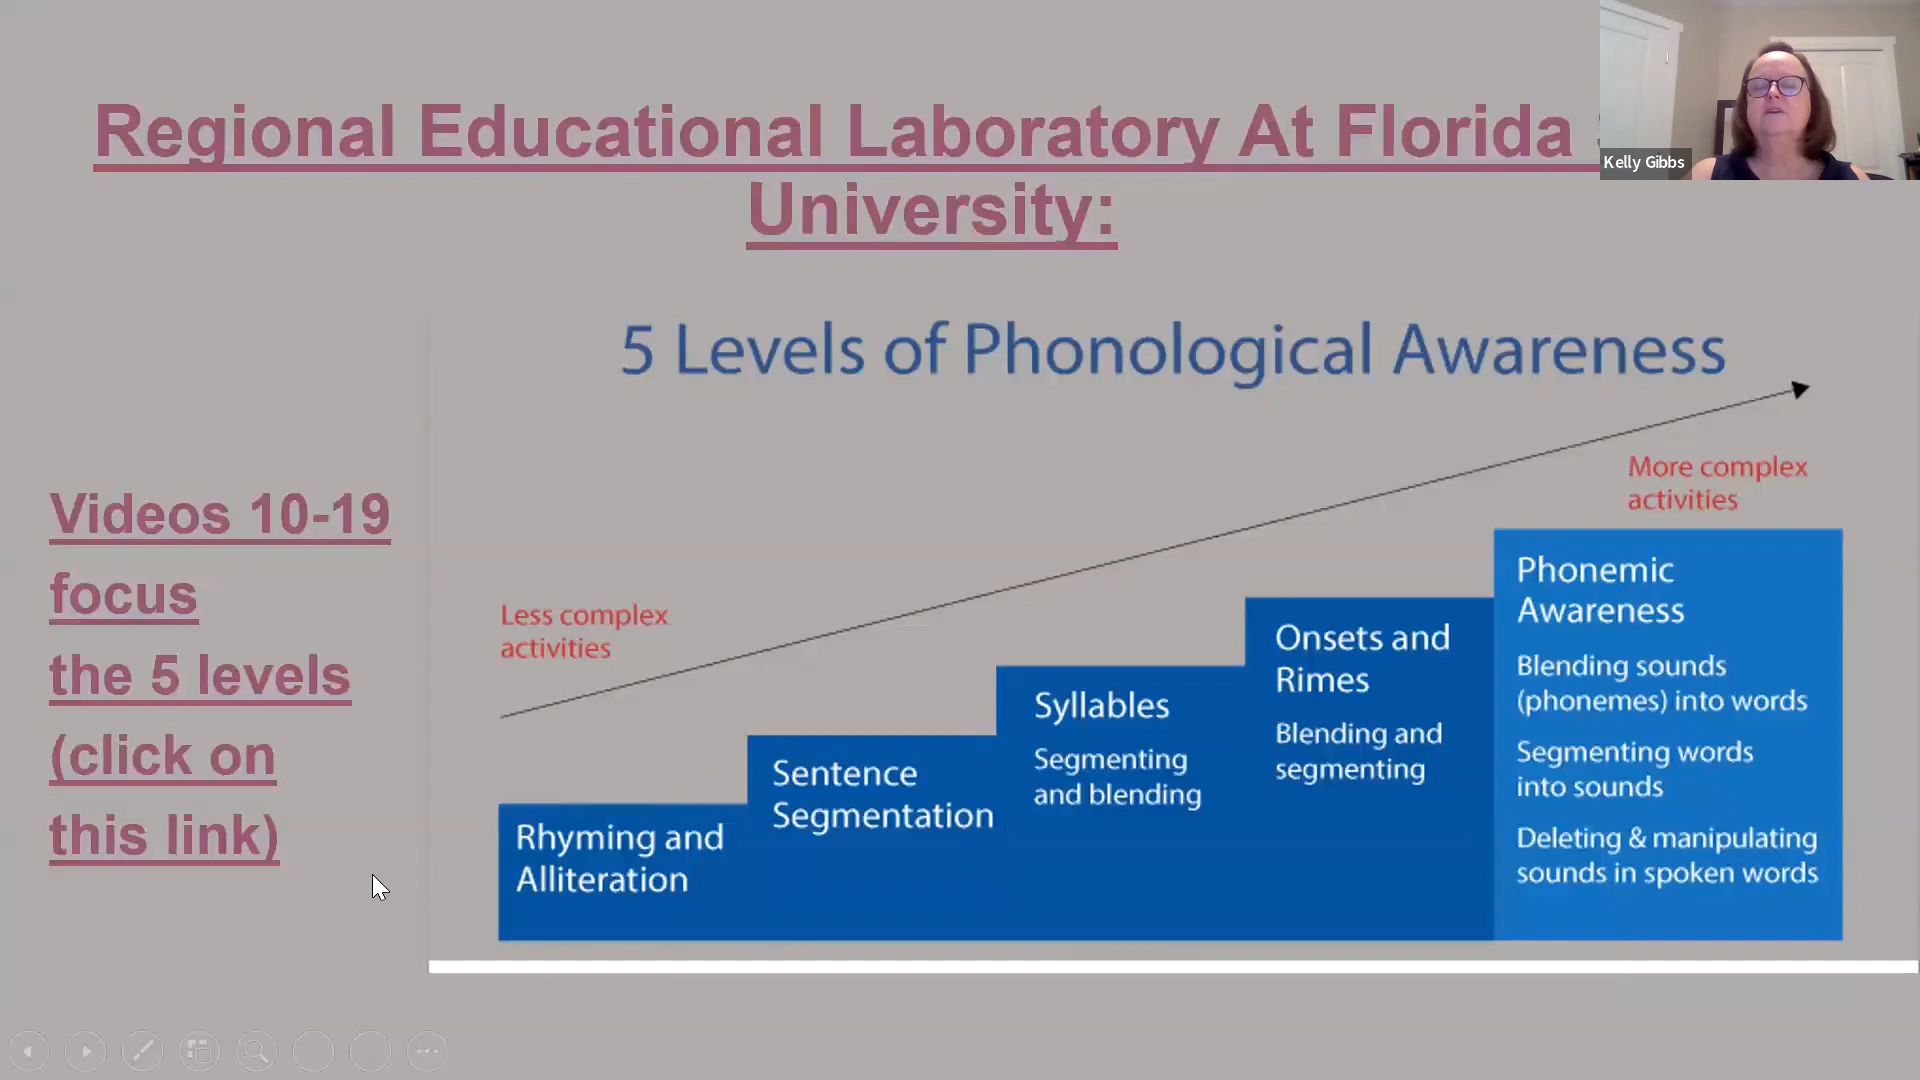 Regional Educational Laboratory At Florida
University:
Kelly Gibbs
5 Levels of Phonological Awareness
Videos 10-19
focus
the 5 levels
(click on
this link)
Less complex
activities
More complex
activities
Rhyming and
Alliteration
Sentence
Segmentation
Syllables
Segmenting
and blending
Onsets and
Rimes
Blending and
segmenting
Phonemic
Awareness
Blending sounds
(phonemes) into words
Segmenting words
into sounds
Deleting & manipulating
sounds in spoken words